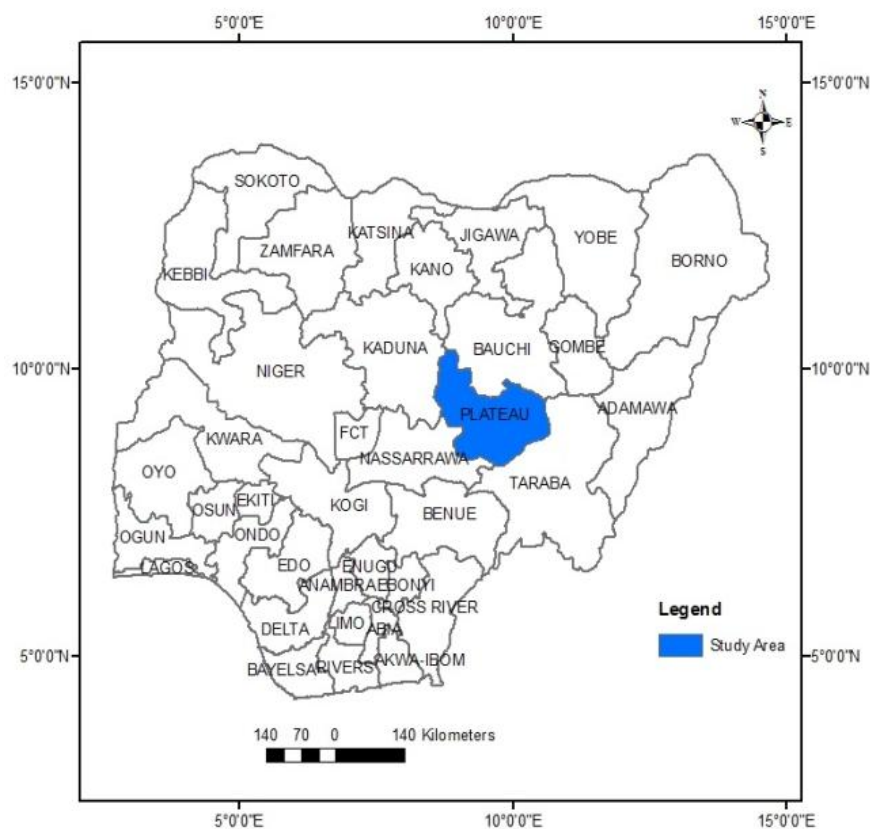 5°0'0"E 10°0'0"E 15°0'0"E
15°0'0"N 15°0'0"N
N
W E
S
SOKOTO
KATSINA
JIGAWA
YOBE
ZAMFARA
BORNO
KANO
KEBBI
KADUNA
BAUCHI
GOMBE
10°0'0"N 10°0'0"N
NIGER
PLATEAU
ADAMAWA
FCT
KWARA
NASSARRAWA
OYO
TARABA
EKITI
KOGI
OSUN
BENUE
OGUN
ONDO
LAGOS
EDO
ENUGU
ANAMBRA
EBONYI
CROSS RIVER
Legend
IMO
DELTA
ABIA
Study Area
5°0'0"N 5°0'0"N
BAYELSA
RIVERS
AKWA-IBOM
140 70 0 140 Kilometers
5°0'0"E 10°0'0"E 15°0'0"E